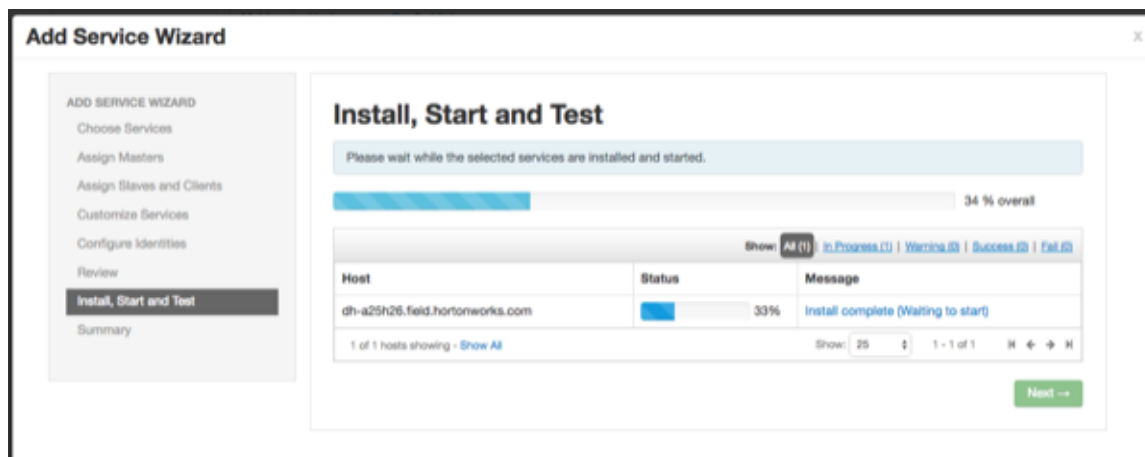 Add Service Wizard
x
ADD SERVICE WIZARD
Choose Services
Assign Masters
Assign Slaves and Clients
Customize Services
Configure Identities
Review
Install, Start and Test
Summary
Install, Start and Test
Please wait while the selected services are installed and started.
34 % overall
Show: All (1) | In Progress (1) | Warning (0) | Success (0) | Fail (0)
Host Status Message
dh-a25h26.field.hortonworks.com 33% Install complete (Waiting to start)
1 of 1 hosts showing - Show All Show: 25 1 - 1 of 1
Next →